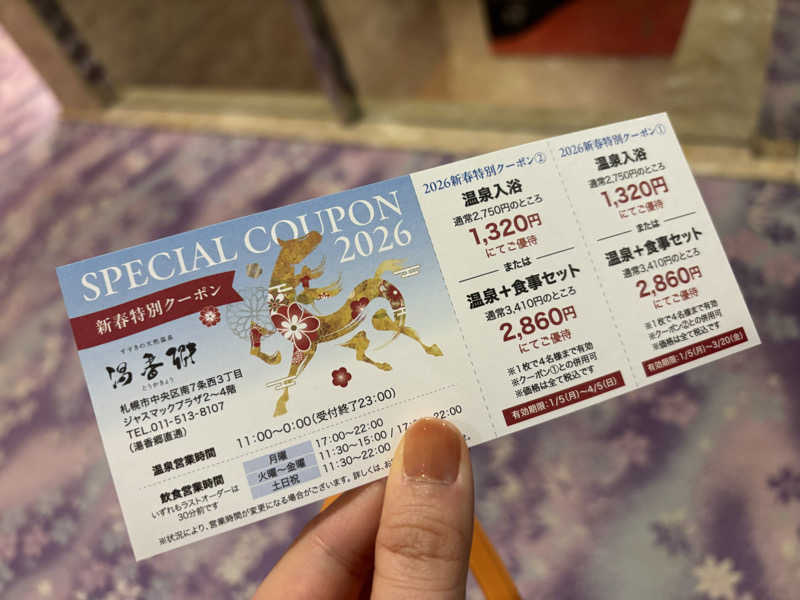 SPECIAL COUPON
2026
新春特別クーポン
すすきの天然温泉
湯香郷
とうかきょう
札幌市中央区南7条西3丁目
ジャスマックプラザ2〜4階
TEL.011-513-8107
(湯香郷直通)
温泉営業時間
11:00〜0:00(受付終了23:00)
飲食営業時間
いずれもラストオーダーは
30分前です
月曜
17:00〜22:00
火曜〜金曜
11:30〜15:00 / 17:
22:00
土日祝
11:30〜22:00
※状況により、営業時間が変更になる場合がございます。詳しくは、
2026新春特別クーポン②
温泉入浴
通常2,750円のところ
1,320円
にてご優待
または
温泉+食事セット
通常3,410円のところ
2,860円
にてご優待
※1枚で4名様まで有効
※クーポン①との併用可
※価格は全て税込です
有効期限：1/5(月)〜4/5(日)
2026新春特別クーポン①
温泉入浴
通常2,750円のところ
1,320円
にてご優待
または
温泉+食事セット
通常3,410円のところ
2,860円
にてご優待
※1枚で4名様まで有効
※クーポン②との併用可
※価格は全て税込です
有効期限：1/5(月)〜3/20(金)